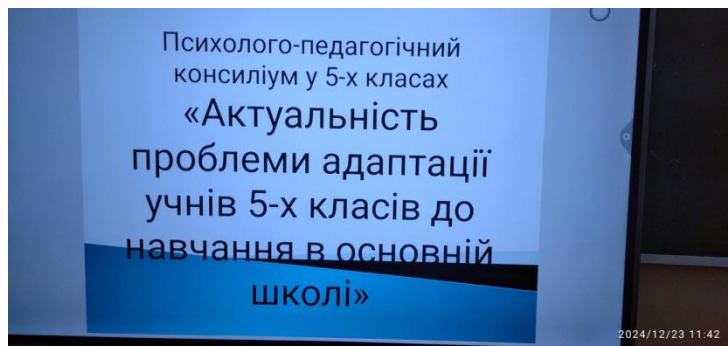 Психолого-педагогічний
консиліум у 5-х класах
«Актуальність
проблеми адаптації
учнів 5-х класів до
навчання в основній
школі»
2024/12/23 11:42